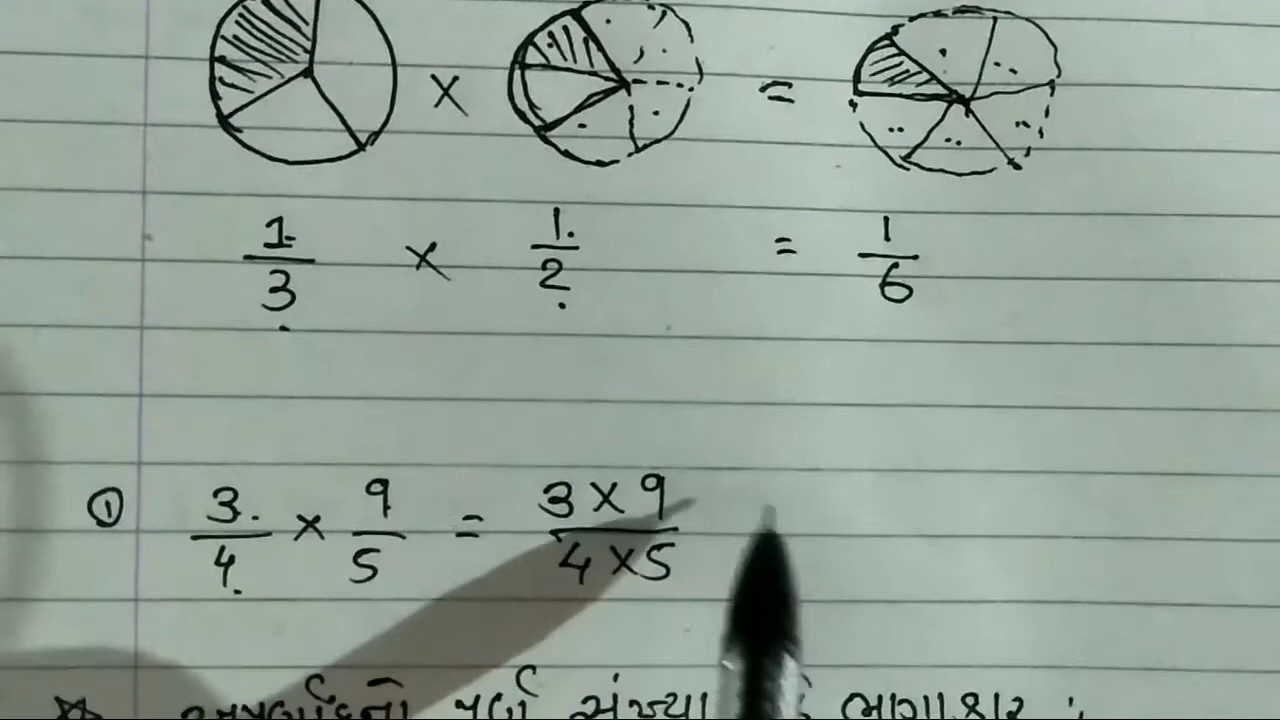 × =
1/3 × 1/2 = 1/6
① 3/4 × 9/5 = 3×9/4×5
સંખ્યા ભાગાકાર :